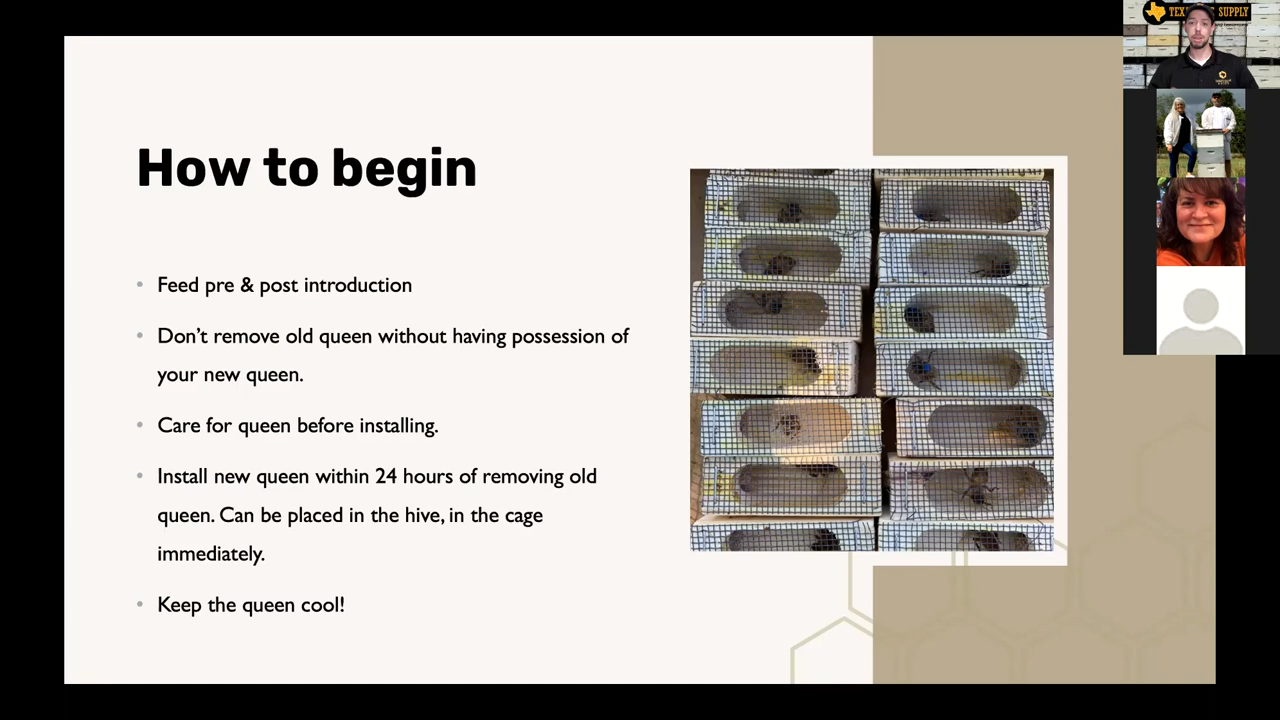 TEX SUPPLY
How to begin
• Feed pre & post introduction
• Don’t remove old queen without having possession of
your new queen.
• Care for queen before installing.
• Install new queen within 24 hours of removing old
queen. Can be placed in the hive, in the cage
immediately.
• Keep the queen cool!